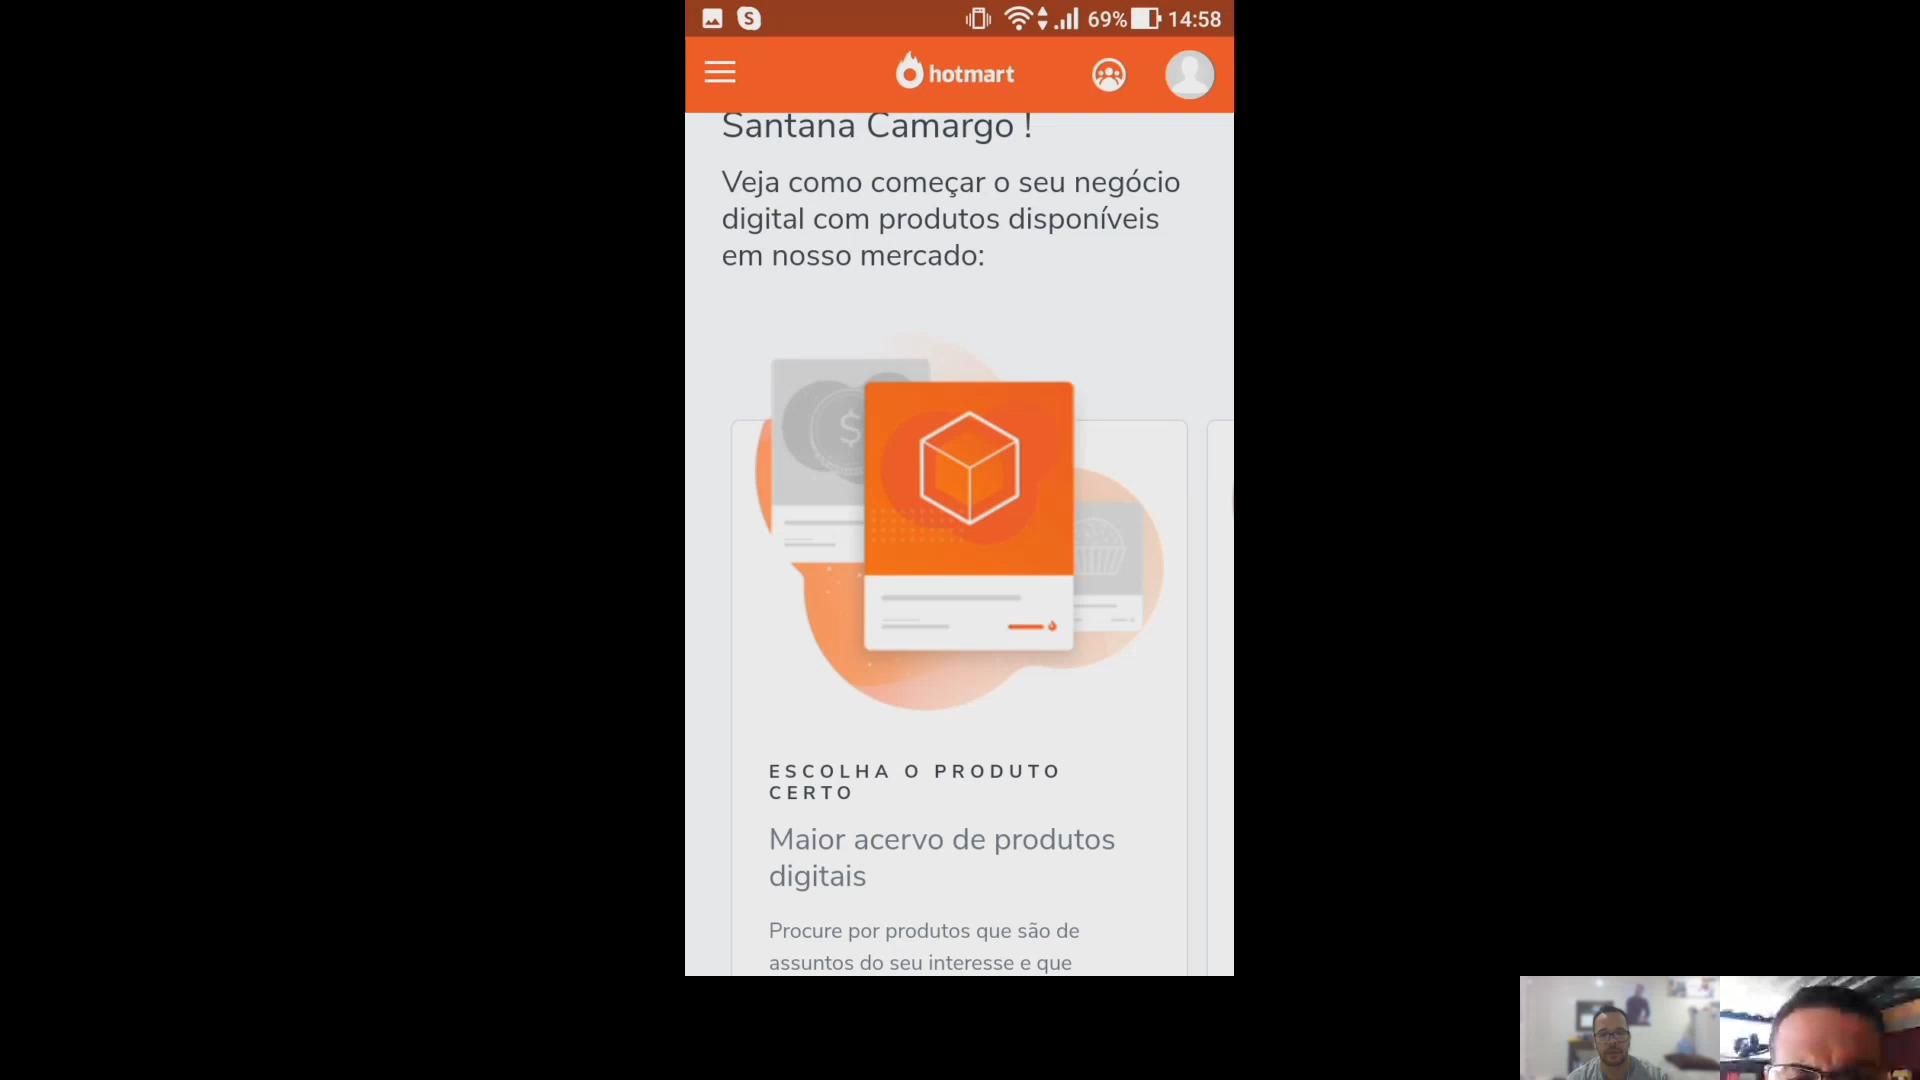 S 69% 14:58
hotmart
Santana Camargo !
Veja como começar o seu negócio
digital com produtos disponíveis
em nosso mercado:
$
ESCOLHA O PRODUTO
CERTO
Maior acervo de produtos
digitais
Procure por produtos que são de
assuntos do seu interesse e que